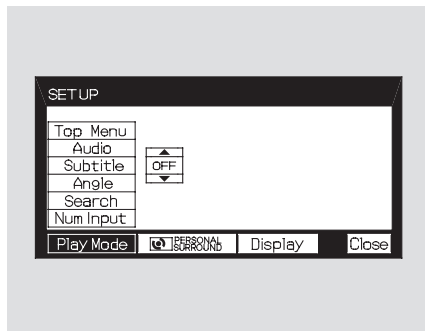 SETUP
Top Menu
Audio
Subtitle
OFF
Angle
Search
Num Input
Play Mode
PERSONAL SURROUND
Display
Close